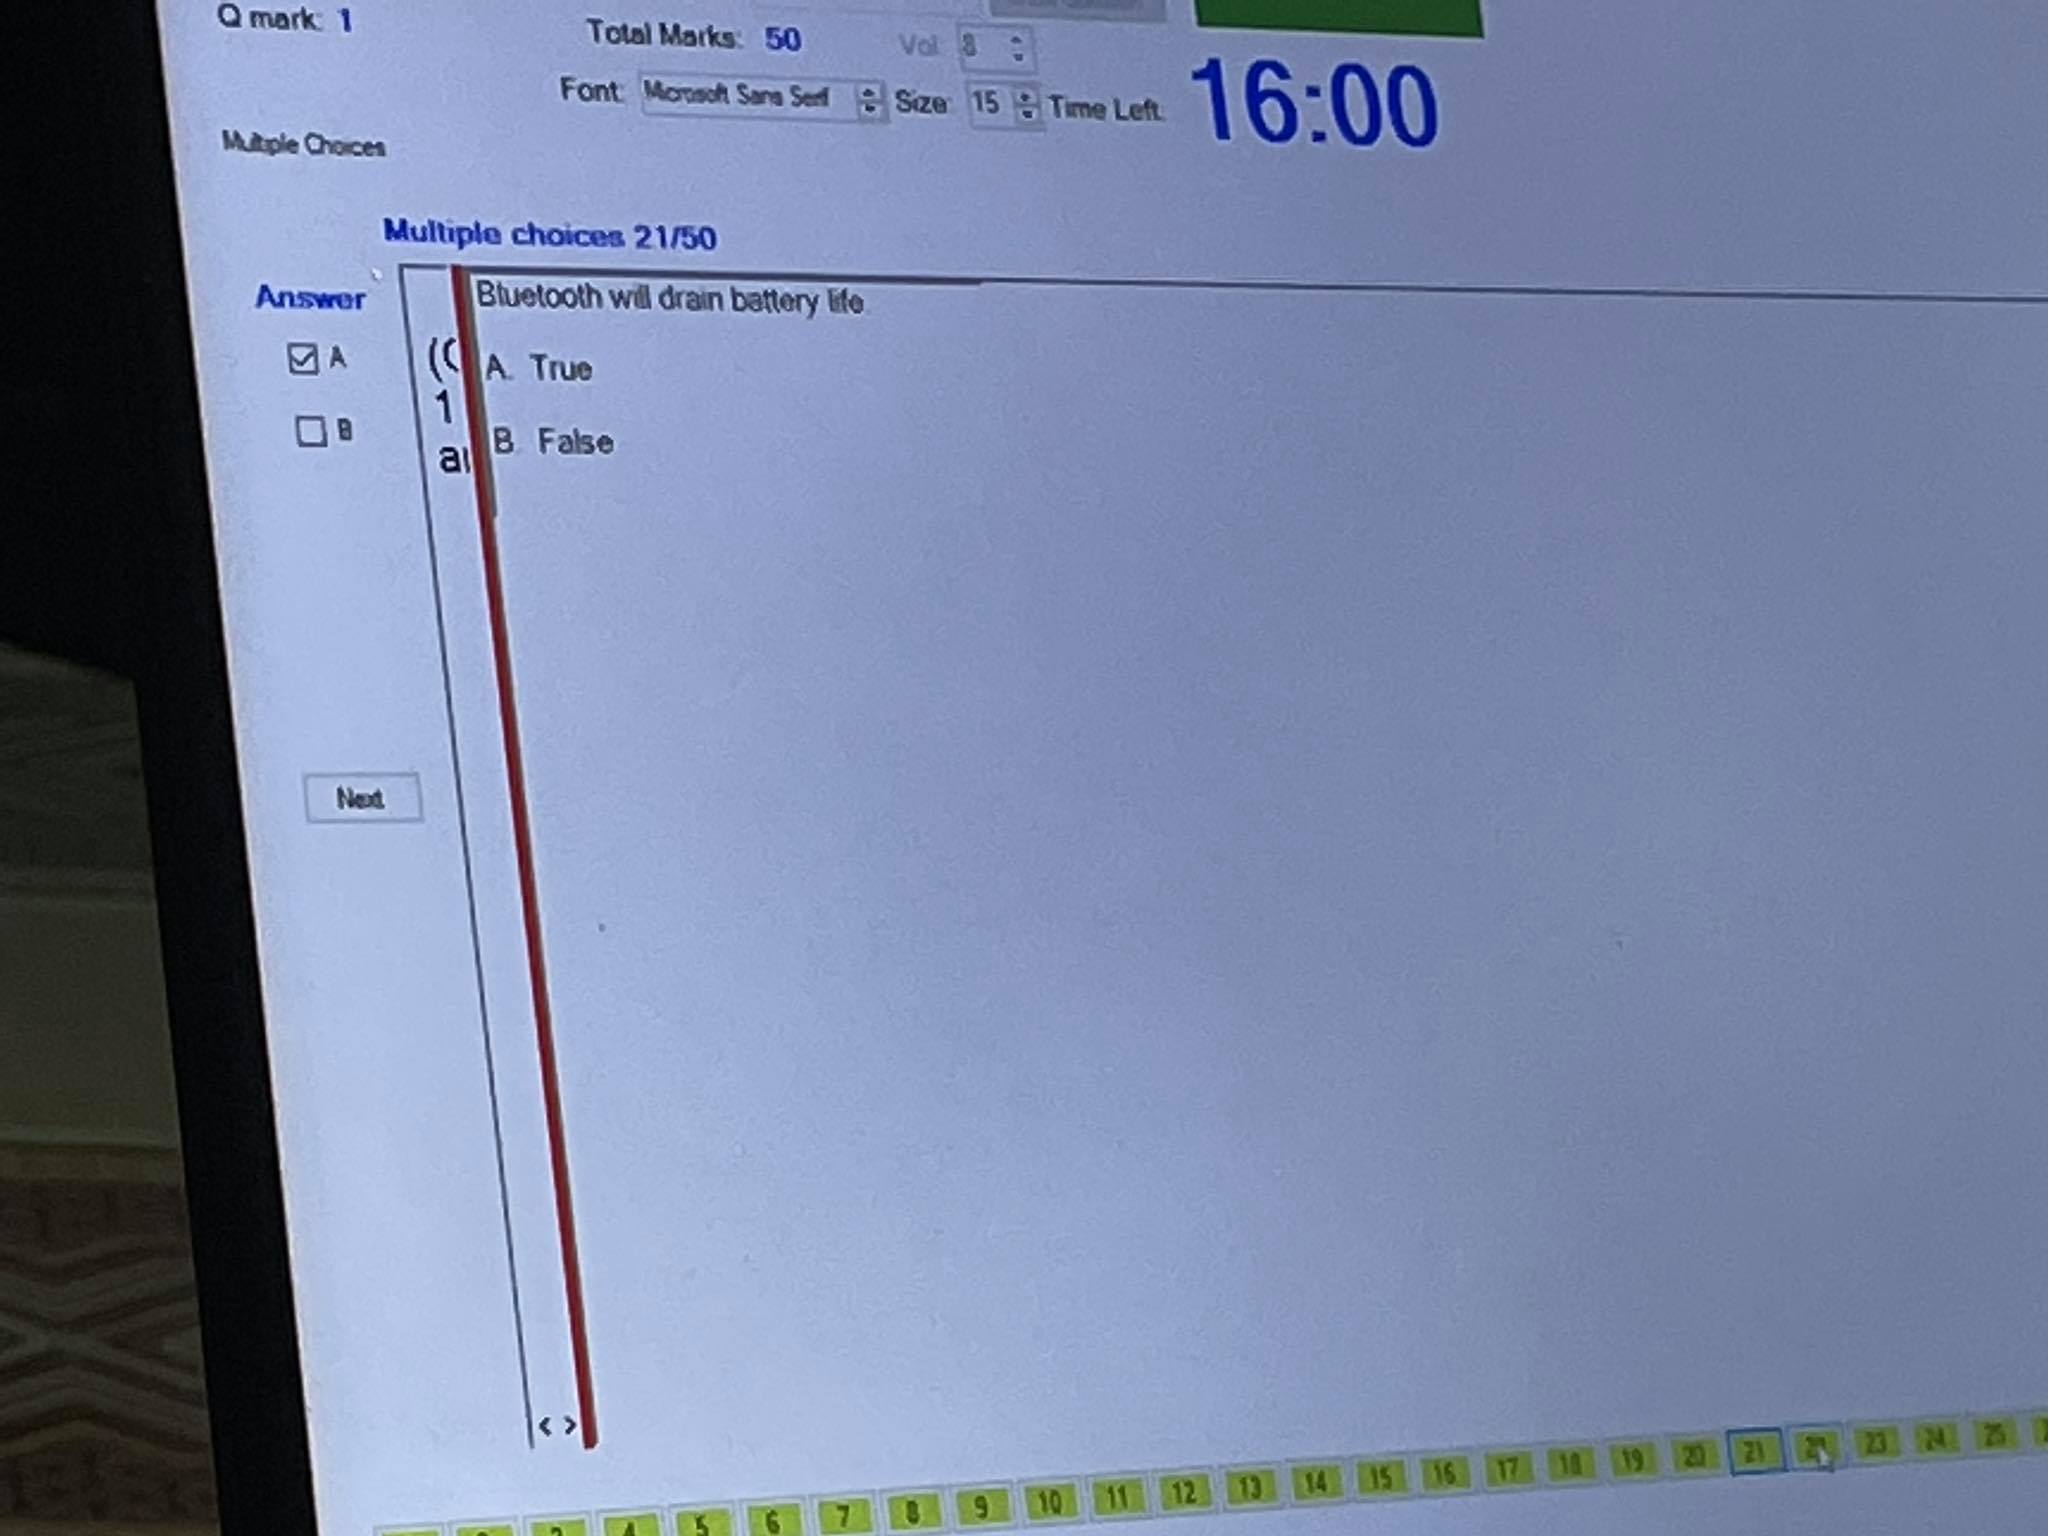 Q mark: 1
Total Marks: 50
Vol 8
Font: Microsoft Sans Serif
Size: 15
Time Left:
16:00
Multiple Choices
Multiple choices 21/50
Answer
A
B
Bluetooth will drain battery life.
A. True
B. False
((
1
a
Next
< >
4 5 6 7 8 9 10 11 12 13 14 15 16 17 18 19 20 21 22 23 24 25